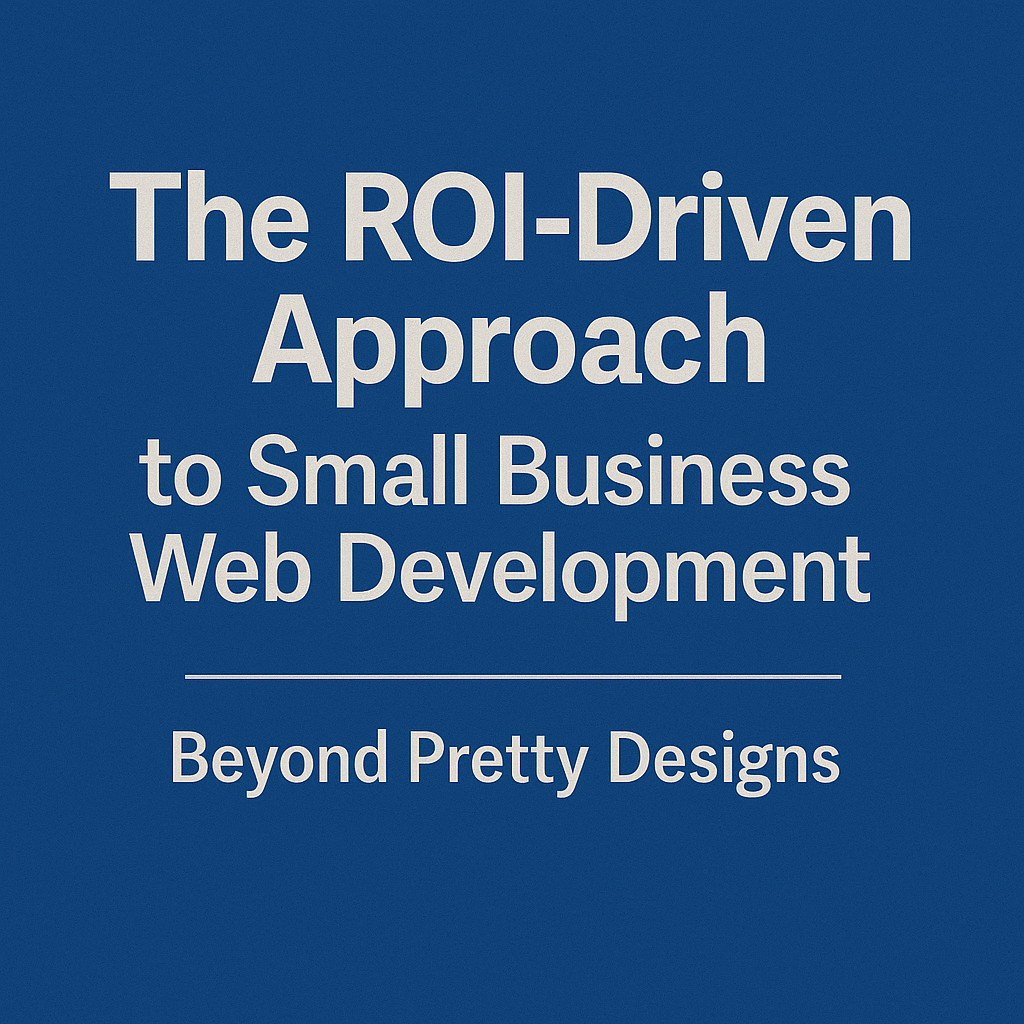 The ROI-Driven
Approach
to Small Business
Web Development
Beyond Pretty Designs